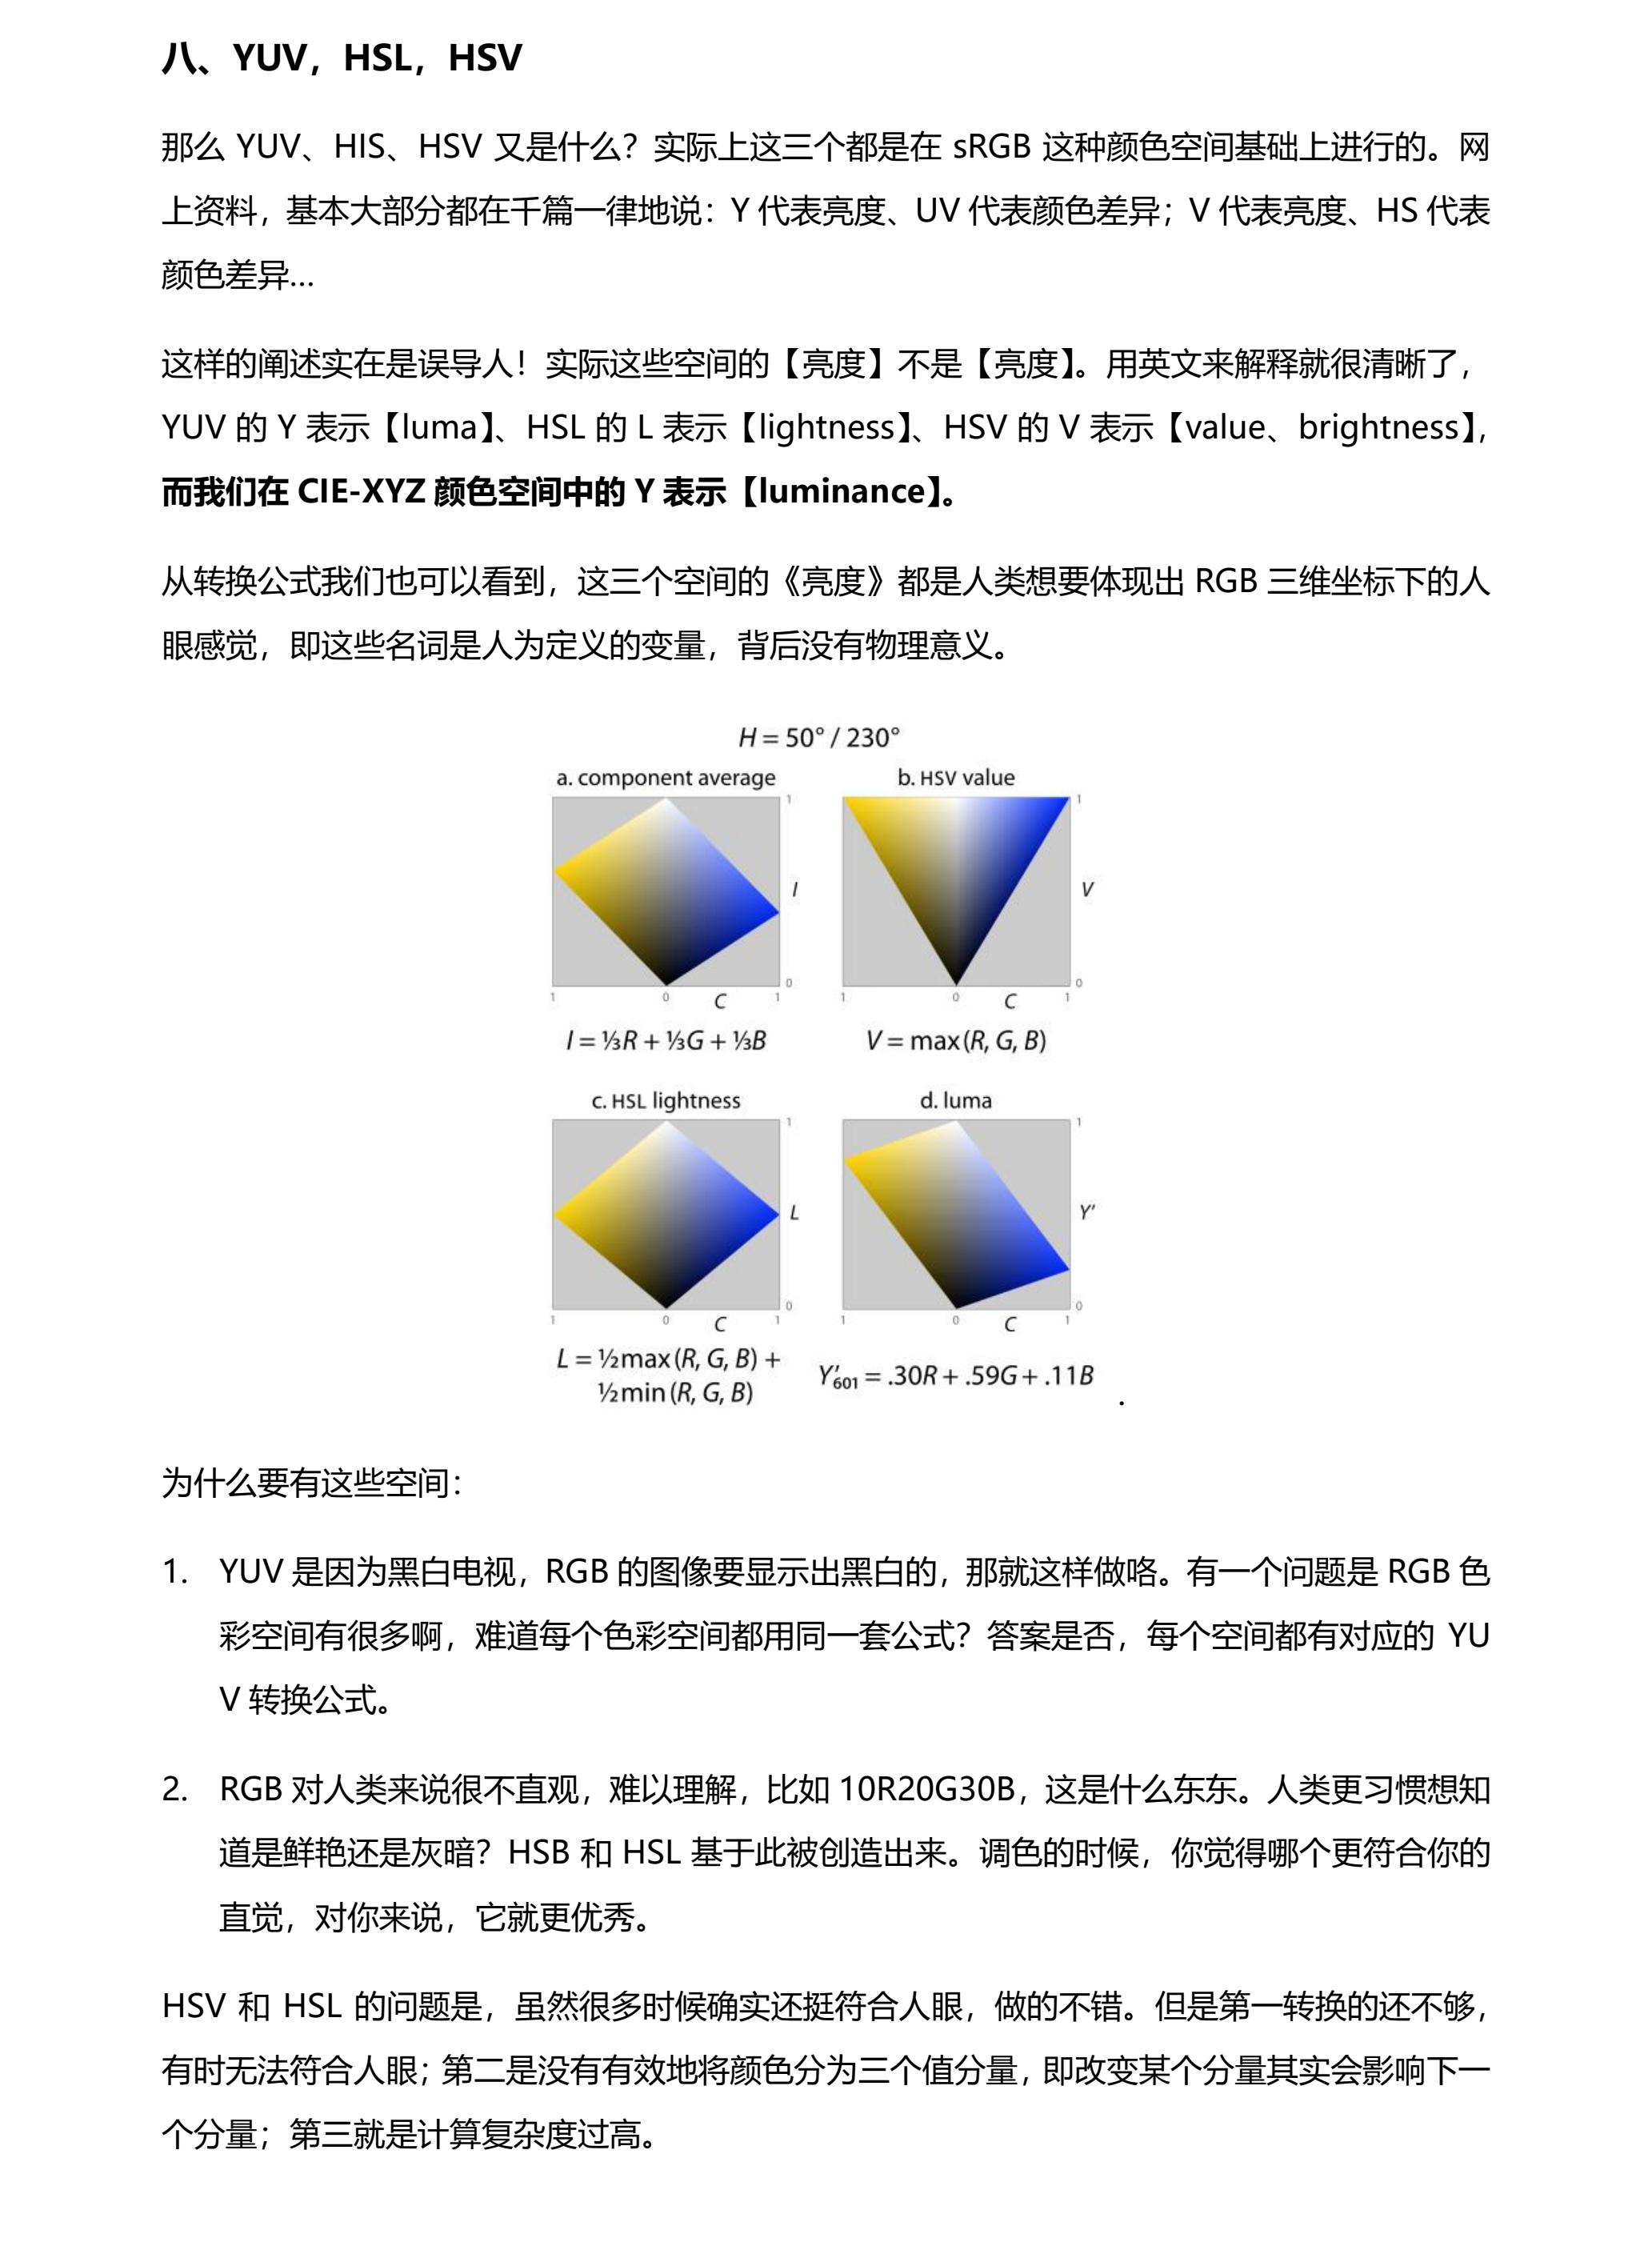 八、YUV，HSL，HSV
那么 YUV、HIS、HSV 又是什么？实际上这三个都是在 sRGB 这种颜色空间基础上进行的。网
上资料，基本大部分都在千篇一律地说：Y 代表亮度、UV 代表颜色差异；V 代表亮度、HS 代表
颜色差异...
这样的阐述实在是误导人！实际这些空间的【亮度】不是【亮度】。用英文来解释就很清晰了，
YUV 的 Y 表示【luma】、HSL 的 L 表示【lightness】、HSV 的 V 表示【value、brightness】，
而我们在 CIE-XYZ 颜色空间中的 Y 表示【luminance】。
从转换公式我们也可以看到，这三个空间的《亮度》都是人类想要体现出 RGB 三维坐标下的人
眼感觉，即这些名词是人为定义的变量，背后没有物理意义。
H = 50° / 230°
a. component average
1
I
0
1 0 C 1
I = ⅓R + ⅓G + ⅓B
b. HSV value
1
V
0
1 0 C 1
V = max (R, G, B)
c. HSL lightness
1
L
0
1 0 C 1
L = ½max (R, G, B) +
½min (R, G, B)
d. luma
1
Y′
0
1 0 C 1
Y′601 = .30R + .59G + .11B
.
为什么要有这些空间：
1. YUV 是因为黑白电视，RGB 的图像要显示出黑白的，那就这样做咯。有一个问题是 RGB 色
彩空间有很多啊，难道每个色彩空间都用同一套公式？答案是否，每个空间都有对应的 YU
V 转换公式。
2. RGB 对人类来说很不直观，难以理解，比如 10R20G30B，这是什么东东。人类更习惯想知
道是鲜艳还是灰暗？HSB 和 HSL 基于此被创造出来。调色的时候，你觉得哪个更符合你的
直觉，对你来说，它就更优秀。
HSV 和 HSL 的问题是，虽然很多时候确实还挺符合人眼，做的不错。但是第一转换的还不够，
有时无法符合人眼；第二是没有有效地将颜色分为三个值分量，即改变某个分量其实会影响下一
个分量；第三就是计算复杂度过高。